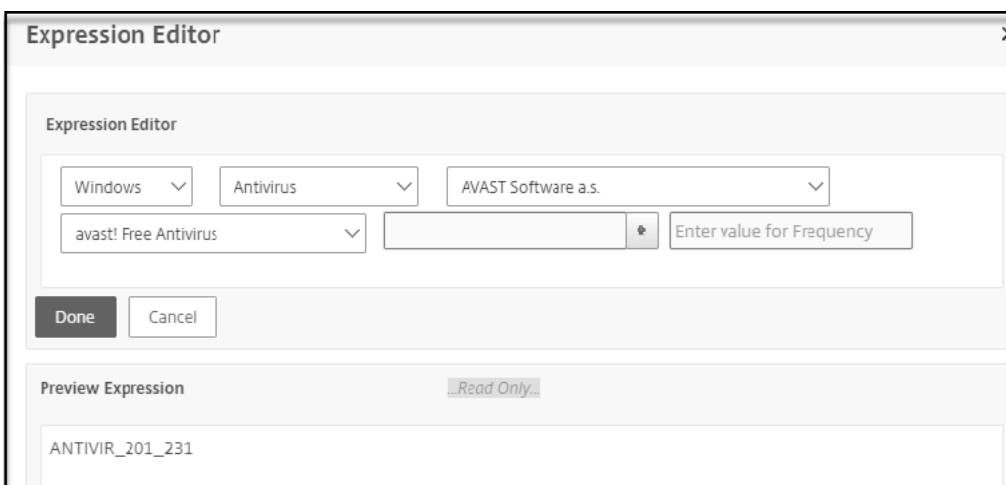 Expression Editor
Expression Editor
Windows Antivirus AVAST Software a.s.
avast! Free Antivirus Enter value for Frequency
Done Cancel
Preview Expression ...Read Only...
ANTIVIR_201_231